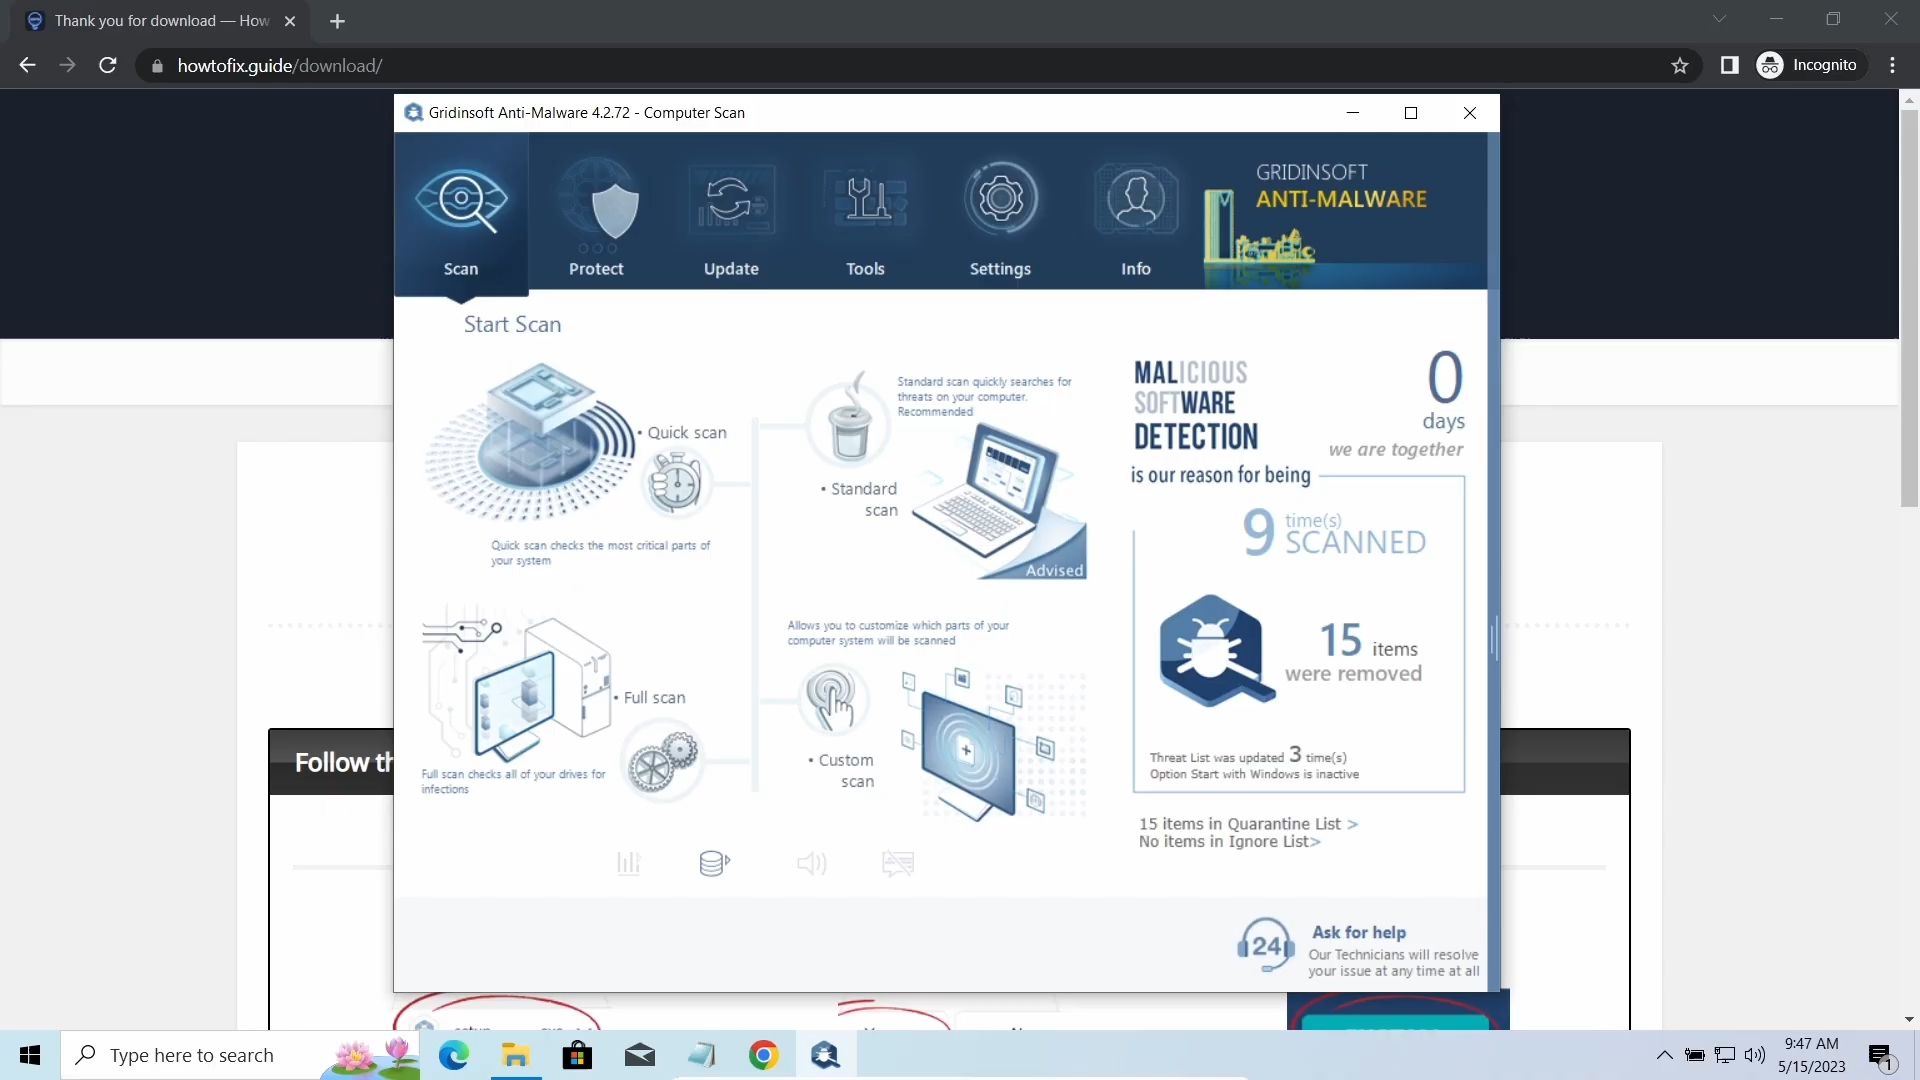 Thank you for download — How
howtofix.guide/download/
Incognito
Gridinsoft Anti-Malware 4.2.72 - Computer Scan
Scan
Protect
Update
Tools
Settings
Info
GRIDINSOFT
ANTI-MALWARE
Start Scan
• Quick scan
Quick scan checks the most critical parts of
your system
Standard scan quickly searches for
threats on your computer.
Recommended
• Standard
scan
Advised
• Full scan
Full scan checks all of your drives for
infections
Allows you to customize which parts of your
computer system will be scanned
• Custom
scan
MALICIOUS
SOFTWARE
DETECTION
is our reason for being
0
days
we are together
9 time(s)
SCANNED
15 items
were removed
Threat List was updated 3 time(s)
Option Start with Windows is inactive
15 items in Quarantine List >
No items in Ignore List>
24
Ask for help
Our Technicians will resolve
your issue at any time at all
Follow th
Type here to search
9:47 AM
5/15/2023
1